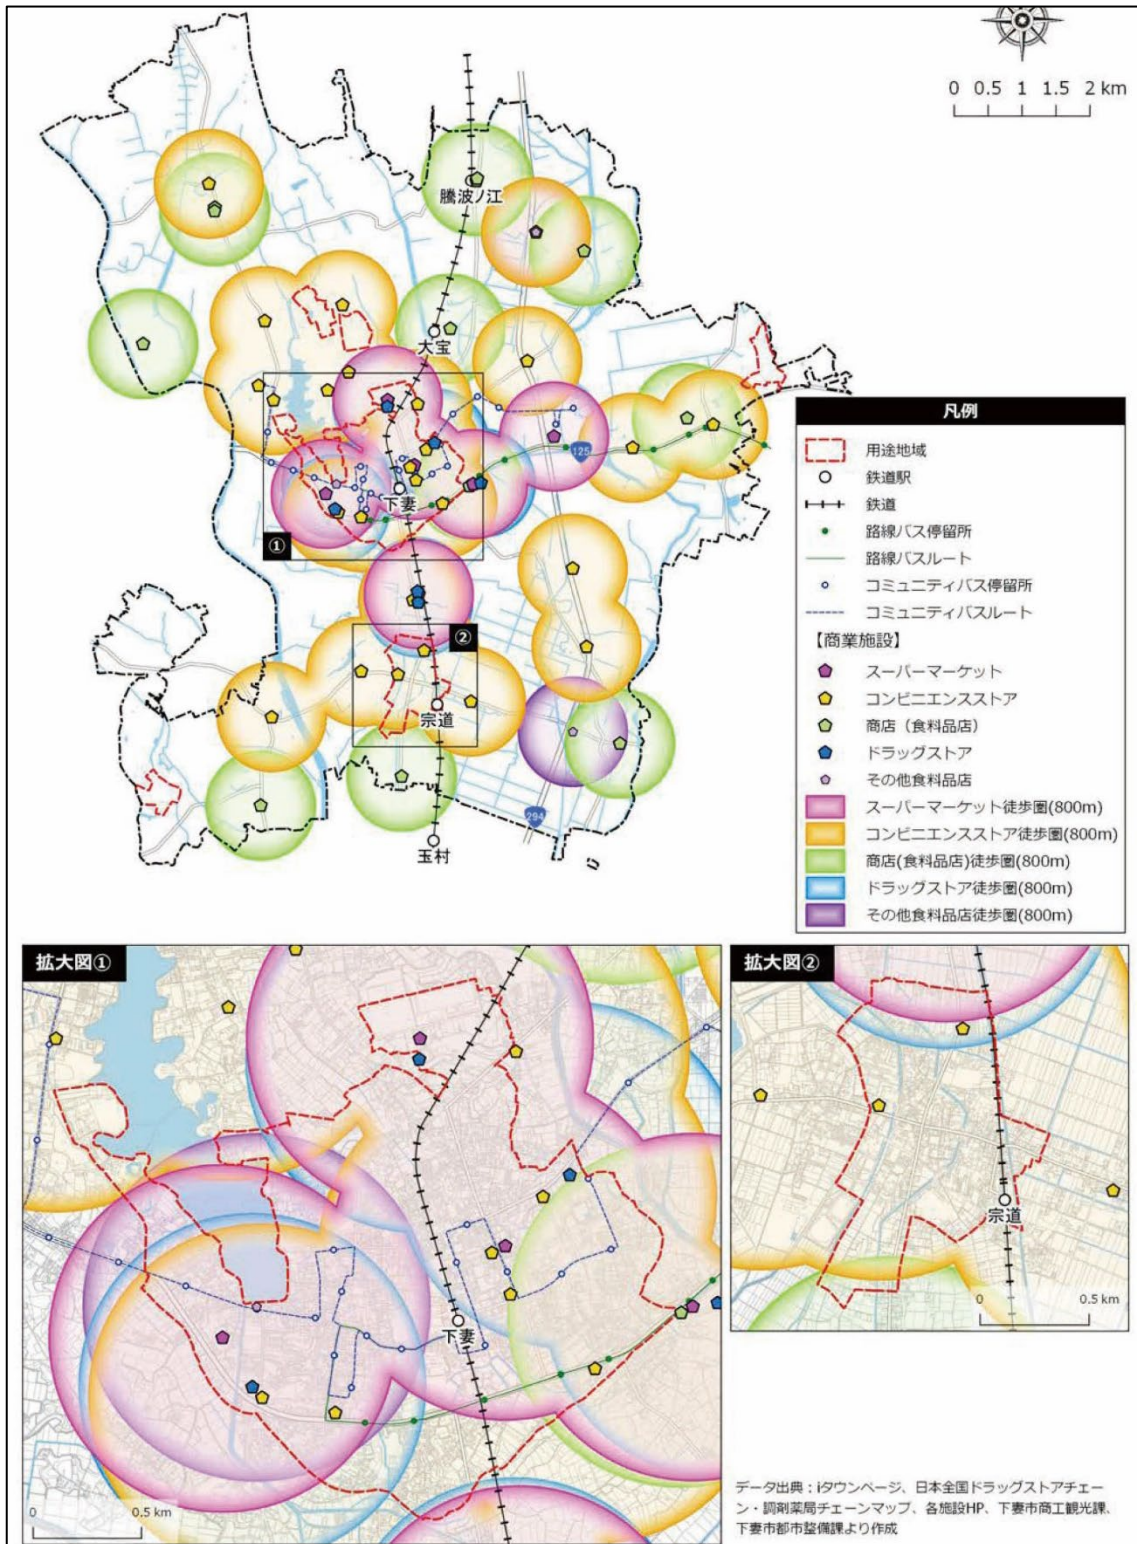 0 0.5 1 1.5 2 km
騰波ノ江
大宝
125
下妻
①
②
宗道
294
玉村
凡例
用途地域
鉄道駅
鉄道
路線バス停留所
路線バスルート
コミュニティバス停留所
コミュニティバスルート
【商業施設】
スーパーマーケット
コンビニエンスストア
商店（食料品店）
ドラッグストア
その他食料品店
スーパーマーケット徒歩圏(800m)
コンビニエンスストア徒歩圏(800m)
商店(食料品店)徒歩圏(800m)
ドラッグストア徒歩圏(800m)
その他食料品店徒歩圏(800m)
拡大図①
下妻
0 0.5 km
拡大図②
宗道
0 0.5 km
データ出典：iタウンページ、日本全国ドラッグストアチェー
ン・調剤薬局チェーンマップ、各施設HP、下妻市商工観光課、
下妻市都市整備課より作成